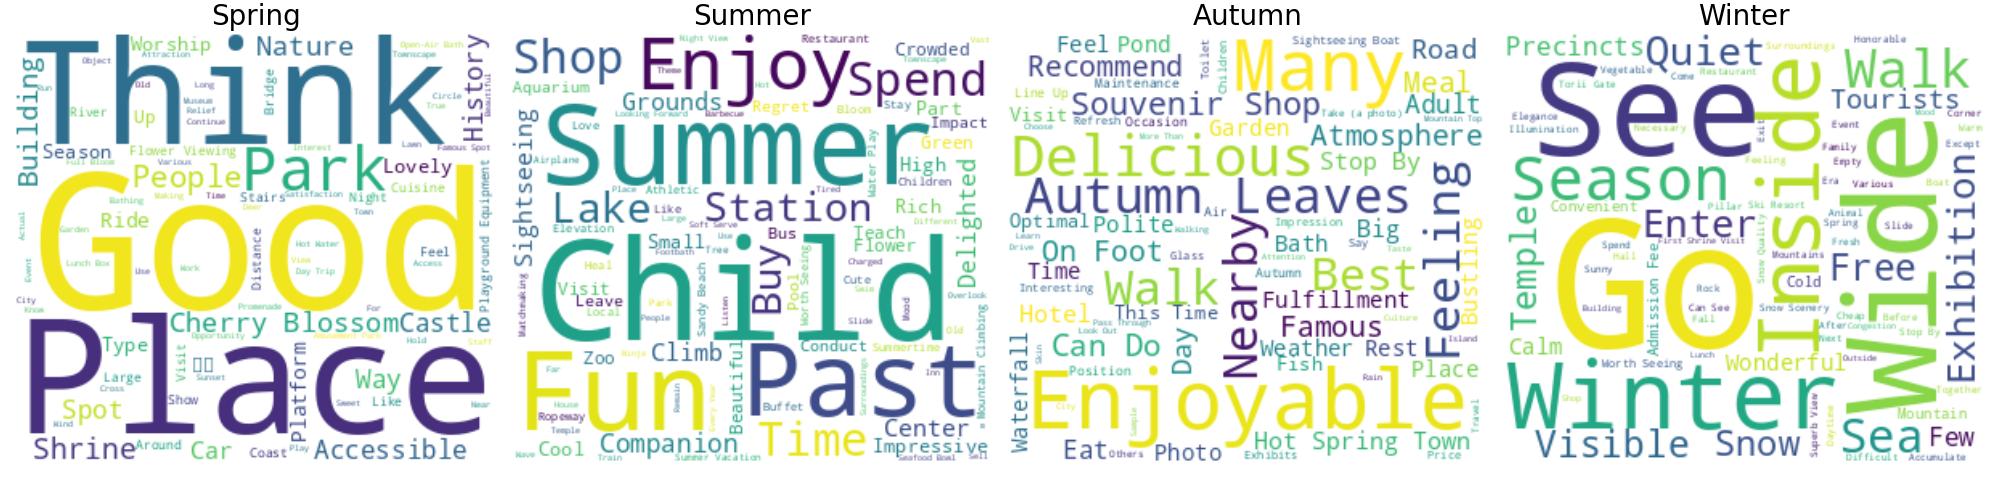 Spring
Summer
Autumn
Winter
Worship
Attraction
Nature
Open-Air Bath
Townscape
Think
Building
Object
Old
Long
Bridge
History
Beautiful
River
Up
Museum
Relief
Continue
Circle
True
Season
Flower Viewing
Various
Interest
Lawn
Famous Spot
Full Bloom
People
Park
Lovely
Cuisine
Good
Time
Stairs
Satisfaction
Night
Bathing
Ride
Town
Playground Equipment
Actual
Garden
Distance
Hot Water
View
Day Trip
Feel
Access
Lunch Box
Use
Work
Event
City
Know
Promenade
For
Place
Cherry Blossom
Castle
Type
Opportunity
Amusement Park
Hold
Staff
Visit
Sunset
Large
Cross
Show
Platform
Way
Sweet
Like
Near
Spot
Wind
Shrine
Around
Car
Coast
Play
Accessible
Shop
Night View
Restaurant
Enjoy
Theme
Hot
Crowded
Townscape
Vast
Spend
Aquarium
Grounds
Looking Forward
Barbecue
Regret
Bloom
Stay
Part
Impact
Sightseeing
Love
Summer
Water Play
Green
Airplane
High
Children
Place
Athletic
Tired
Delighted
Lake
Like
Large
Station
Rich
Different
Elevation
Soft Serve
Use
Small
Tree
Footbath
Bus
Teach
Flower
Child
Heal
Visit
Leave
Local
Sandy Beach
Listen
Buy
Pool
Worth Seeing
Charged
Cute
Swim
Overlook
Park
People
Slide
Mood
Old
Matchmaking
Fun
Zoo
Ninja
Climb
Beautiful
Conduct
Summertime
Mountain Climbing
Past
Far
House
Ropeway
Temple
Remain
Every Year
Buffet
Surroundings
Inn
Wave
Cool
Companion
Train
Summer Vacation
Time
Center
Impressive
Seafood Bowl
Sell
Feel
Pond
Toilet
Children
Sightseeing Boat
Many
Road
Recommend
Maintenance
Meal
Line Up
Souvenir Shop
Take (a photo)
Adult
Mountain Top
Visit
Choose
Refresh
Occasion
More Than
Garden
Atmosphere
Delicious
Stop By
Autumn Leaves
Feeling
Optimal
Polite
Walking
Air
Impression
Big
Learn
Drive
On Foot
Glass
Bath
Say
Attention
Taste
Time
Interesting
Walk
Nearby
Autumn
Best
Bustling
Fulfillment
Hotel
This Time
Pass Through
Look Out
Famous
Culture
Island
Waterfall
Skin
Can Do
Day
Weather
Rest
Fish
Place
Position
Rain
Enjoyable
City
Sample
Travel
Eat
Others
Photo
Hot Spring Town
Exhibits
Price
Precincts
Quiet
Surroundings
Honorable
Vegetable
Come
Restaurant
Torii Gate
Walk
See
Inside
Tourists
Elegance
Illumination
Necessary
Exit
Event
Mood
Corner
Warm
Family
Empty
Except
Season
Feeling
Wide
Era
Various
Boat
Temple
Convenient
Pillar
Ski Resort
Exhibition
Enter
First Shrine Visit
Animal
Spring
Slide
Go
Spend
Hall
Admission Fee
Mountains
Snow Quality
Fresh
Sunny
Rock
Cold
Free
Building
Can See
Fall
Snow Scenery
Cheap
Before
After
Congestion
Stop By
Next
Calm
Worth Seeing
Lunch
Wonderful
Outside
Winter
Shop
Together
Superb View
Daytime
Mountain
Visible
Snow
Sea
Few
Difficult
Accumulate